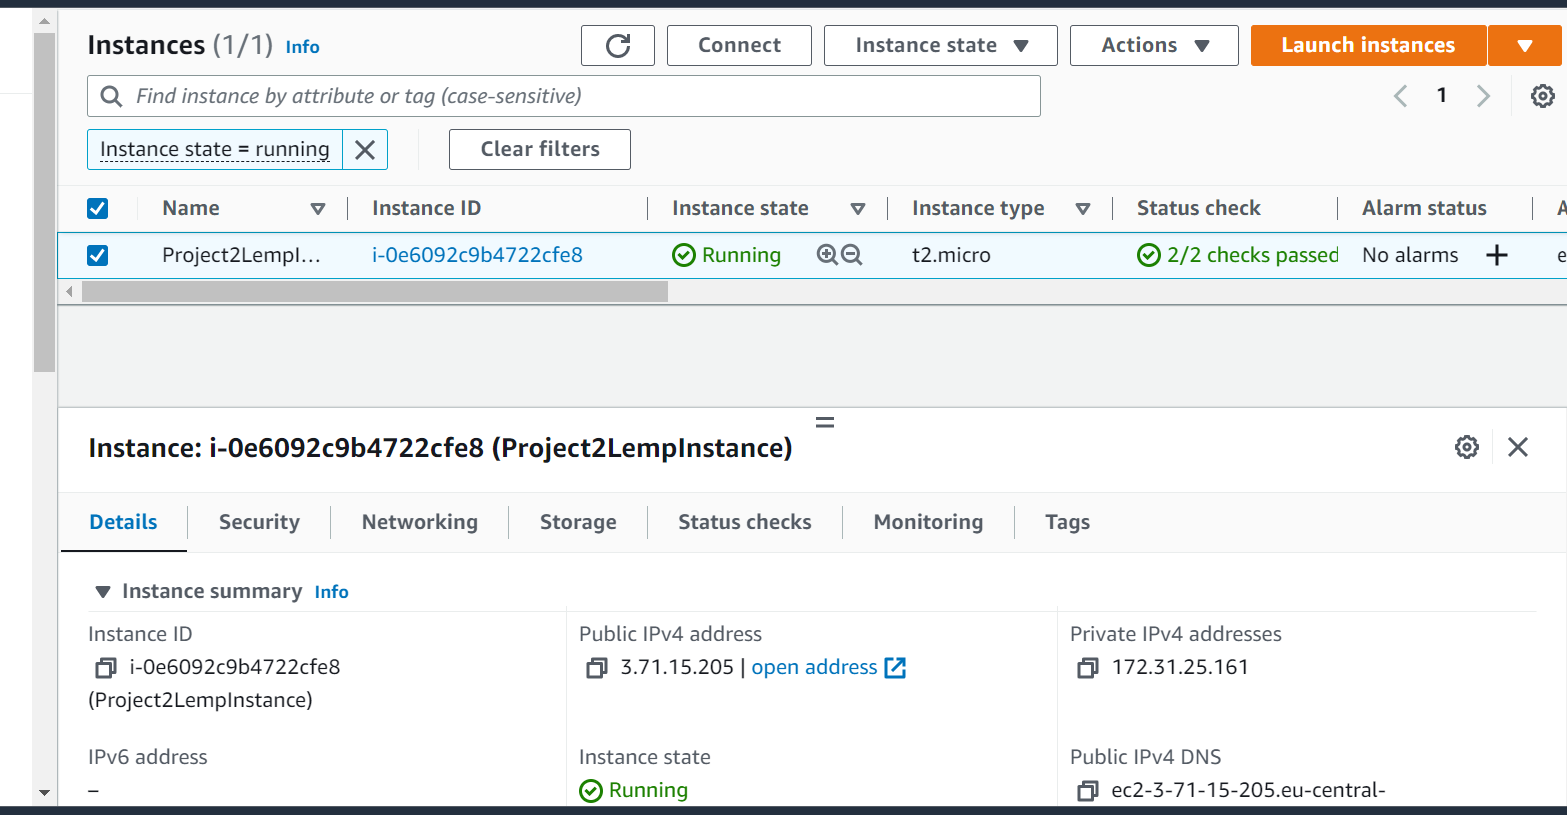 Instances (1/1) Info
Connect
Instance state
Actions
Launch instances
Find instance by attribute or tag (case-sensitive)
1
Instance state = running
Clear filters
Name Instance ID Instance state Instance type Status check Alarm status
Project2LempI... i-0e6092c9b4722cfe8 Running t2.micro 2/2 checks passed No alarms
Instance: i-0e6092c9b4722cfe8 (Project2LempInstance)
Details Security Networking Storage Status checks Monitoring Tags
Instance summary Info
Instance ID
i-0e6092c9b4722cfe8
(Project2LempInstance)
Public IPv4 address
3.71.15.205 | open address
Private IPv4 addresses
172.31.25.161
IPv6 address
–
Instance state
Running
Public IPv4 DNS
ec2-3-71-15-205.eu-central-